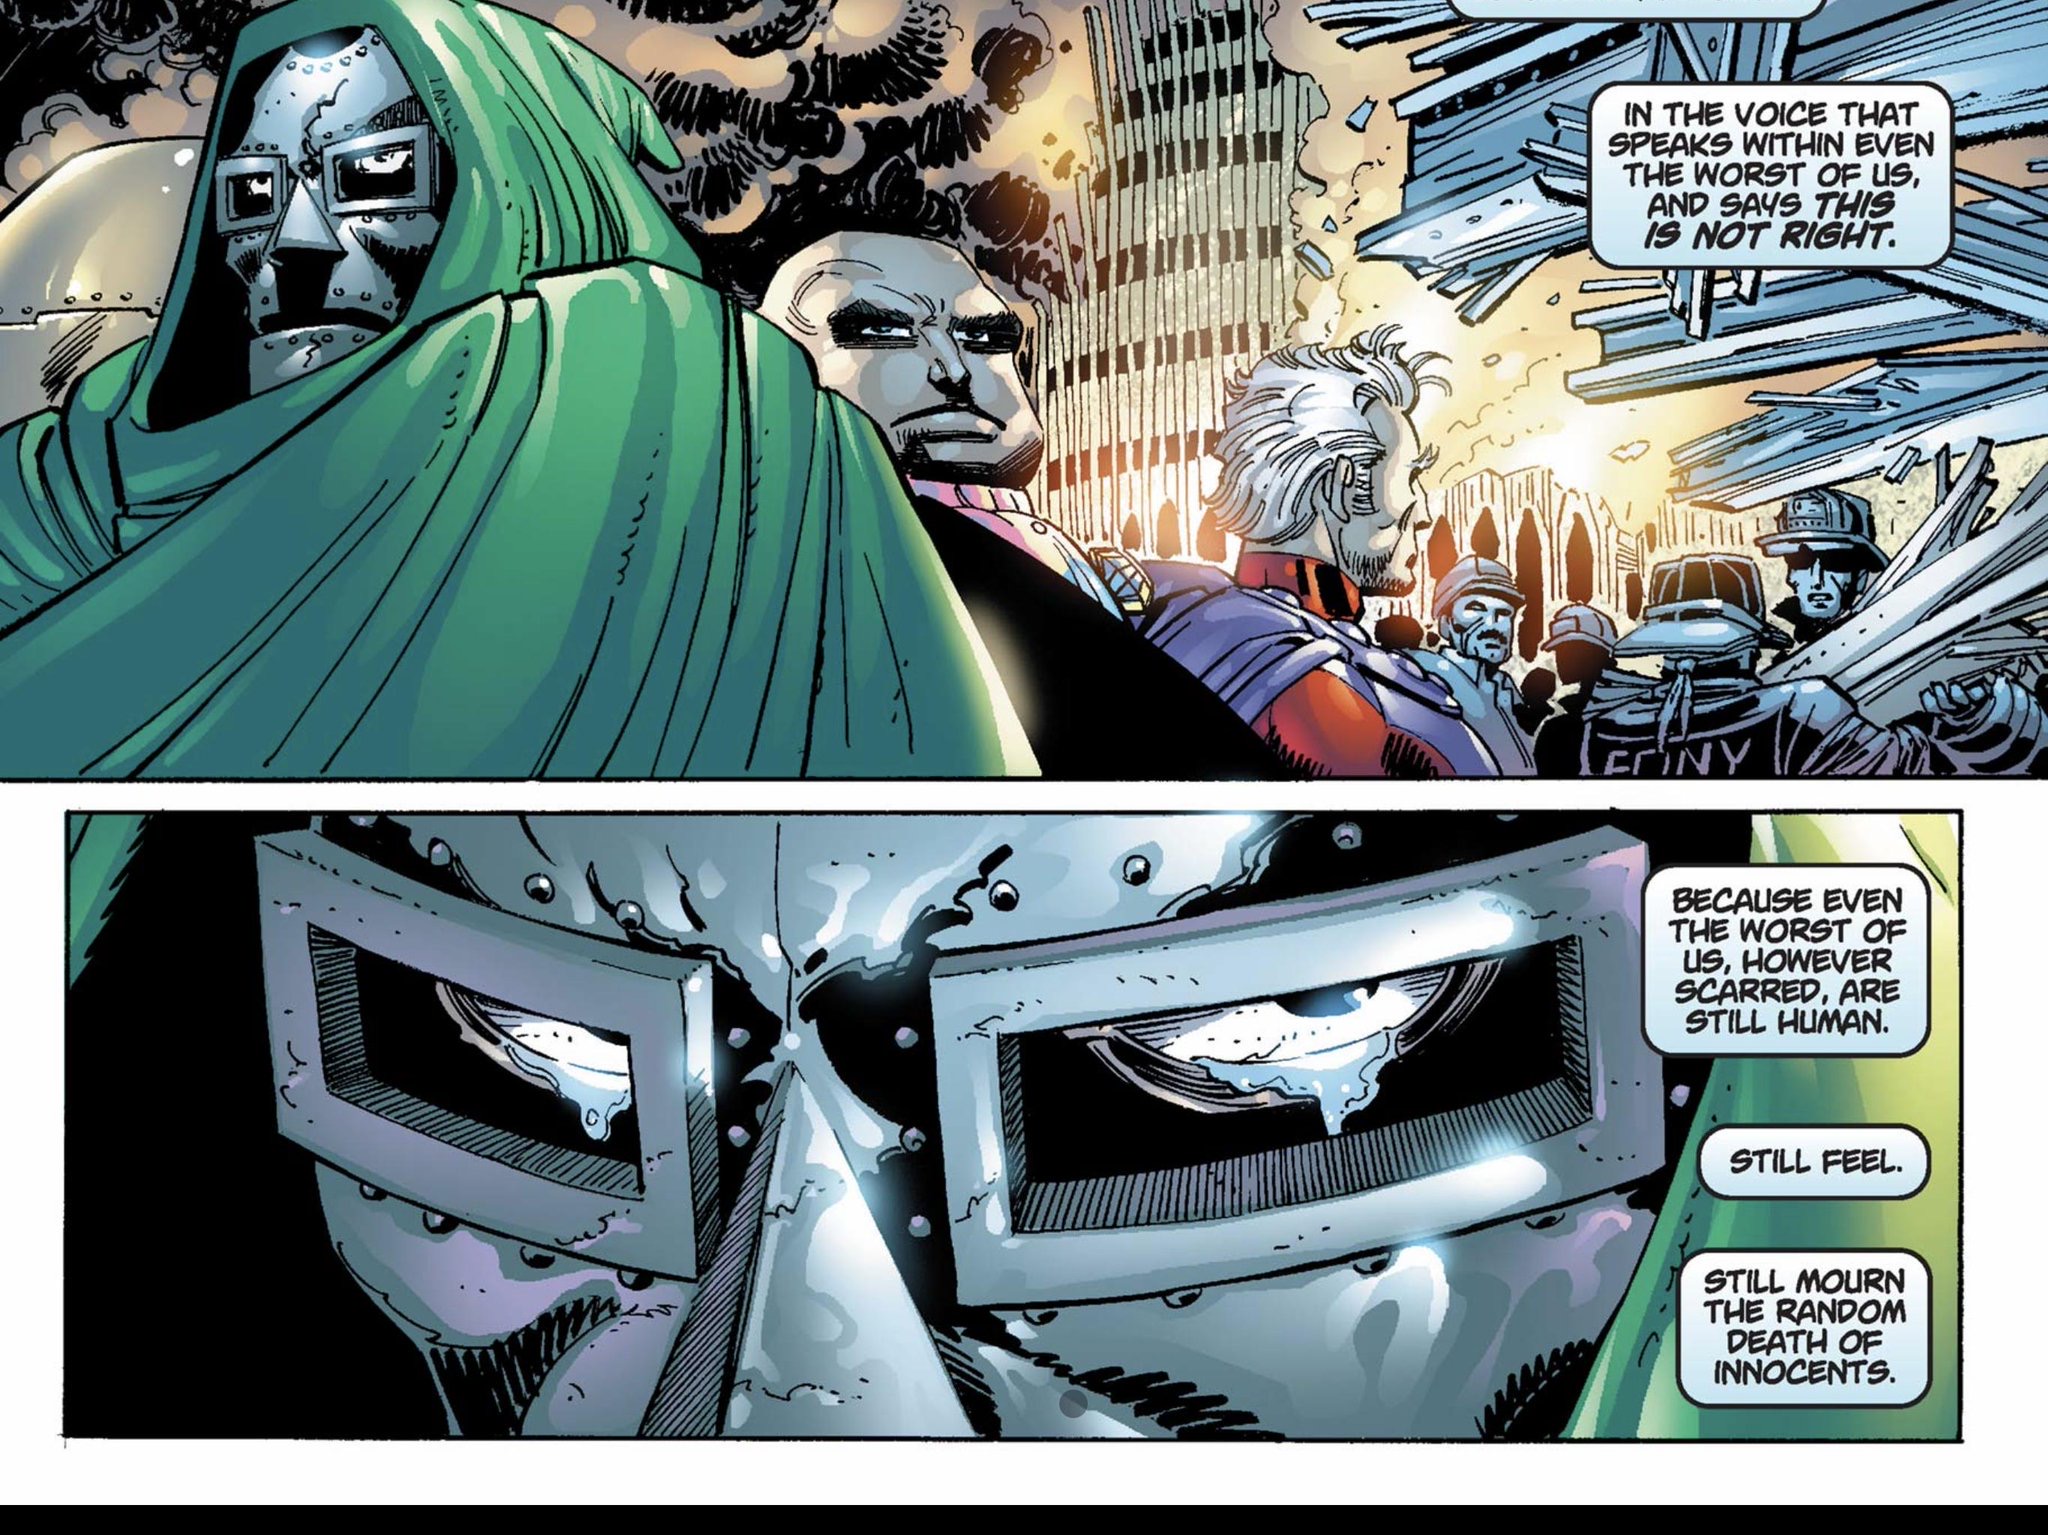 IN THE VOICE THAT
SPEAKS WITHIN EVEN
THE WORST OF US,
AND SAYS THIS
IS NOT RIGHT.
FDNY
BECAUSE EVEN
THE WORST OF
US, HOWEVER
SCARRED, ARE
STILL HUMAN.
STILL FEEL.
STILL MOURN
THE RANDOM
DEATH OF
INNOCENTS.